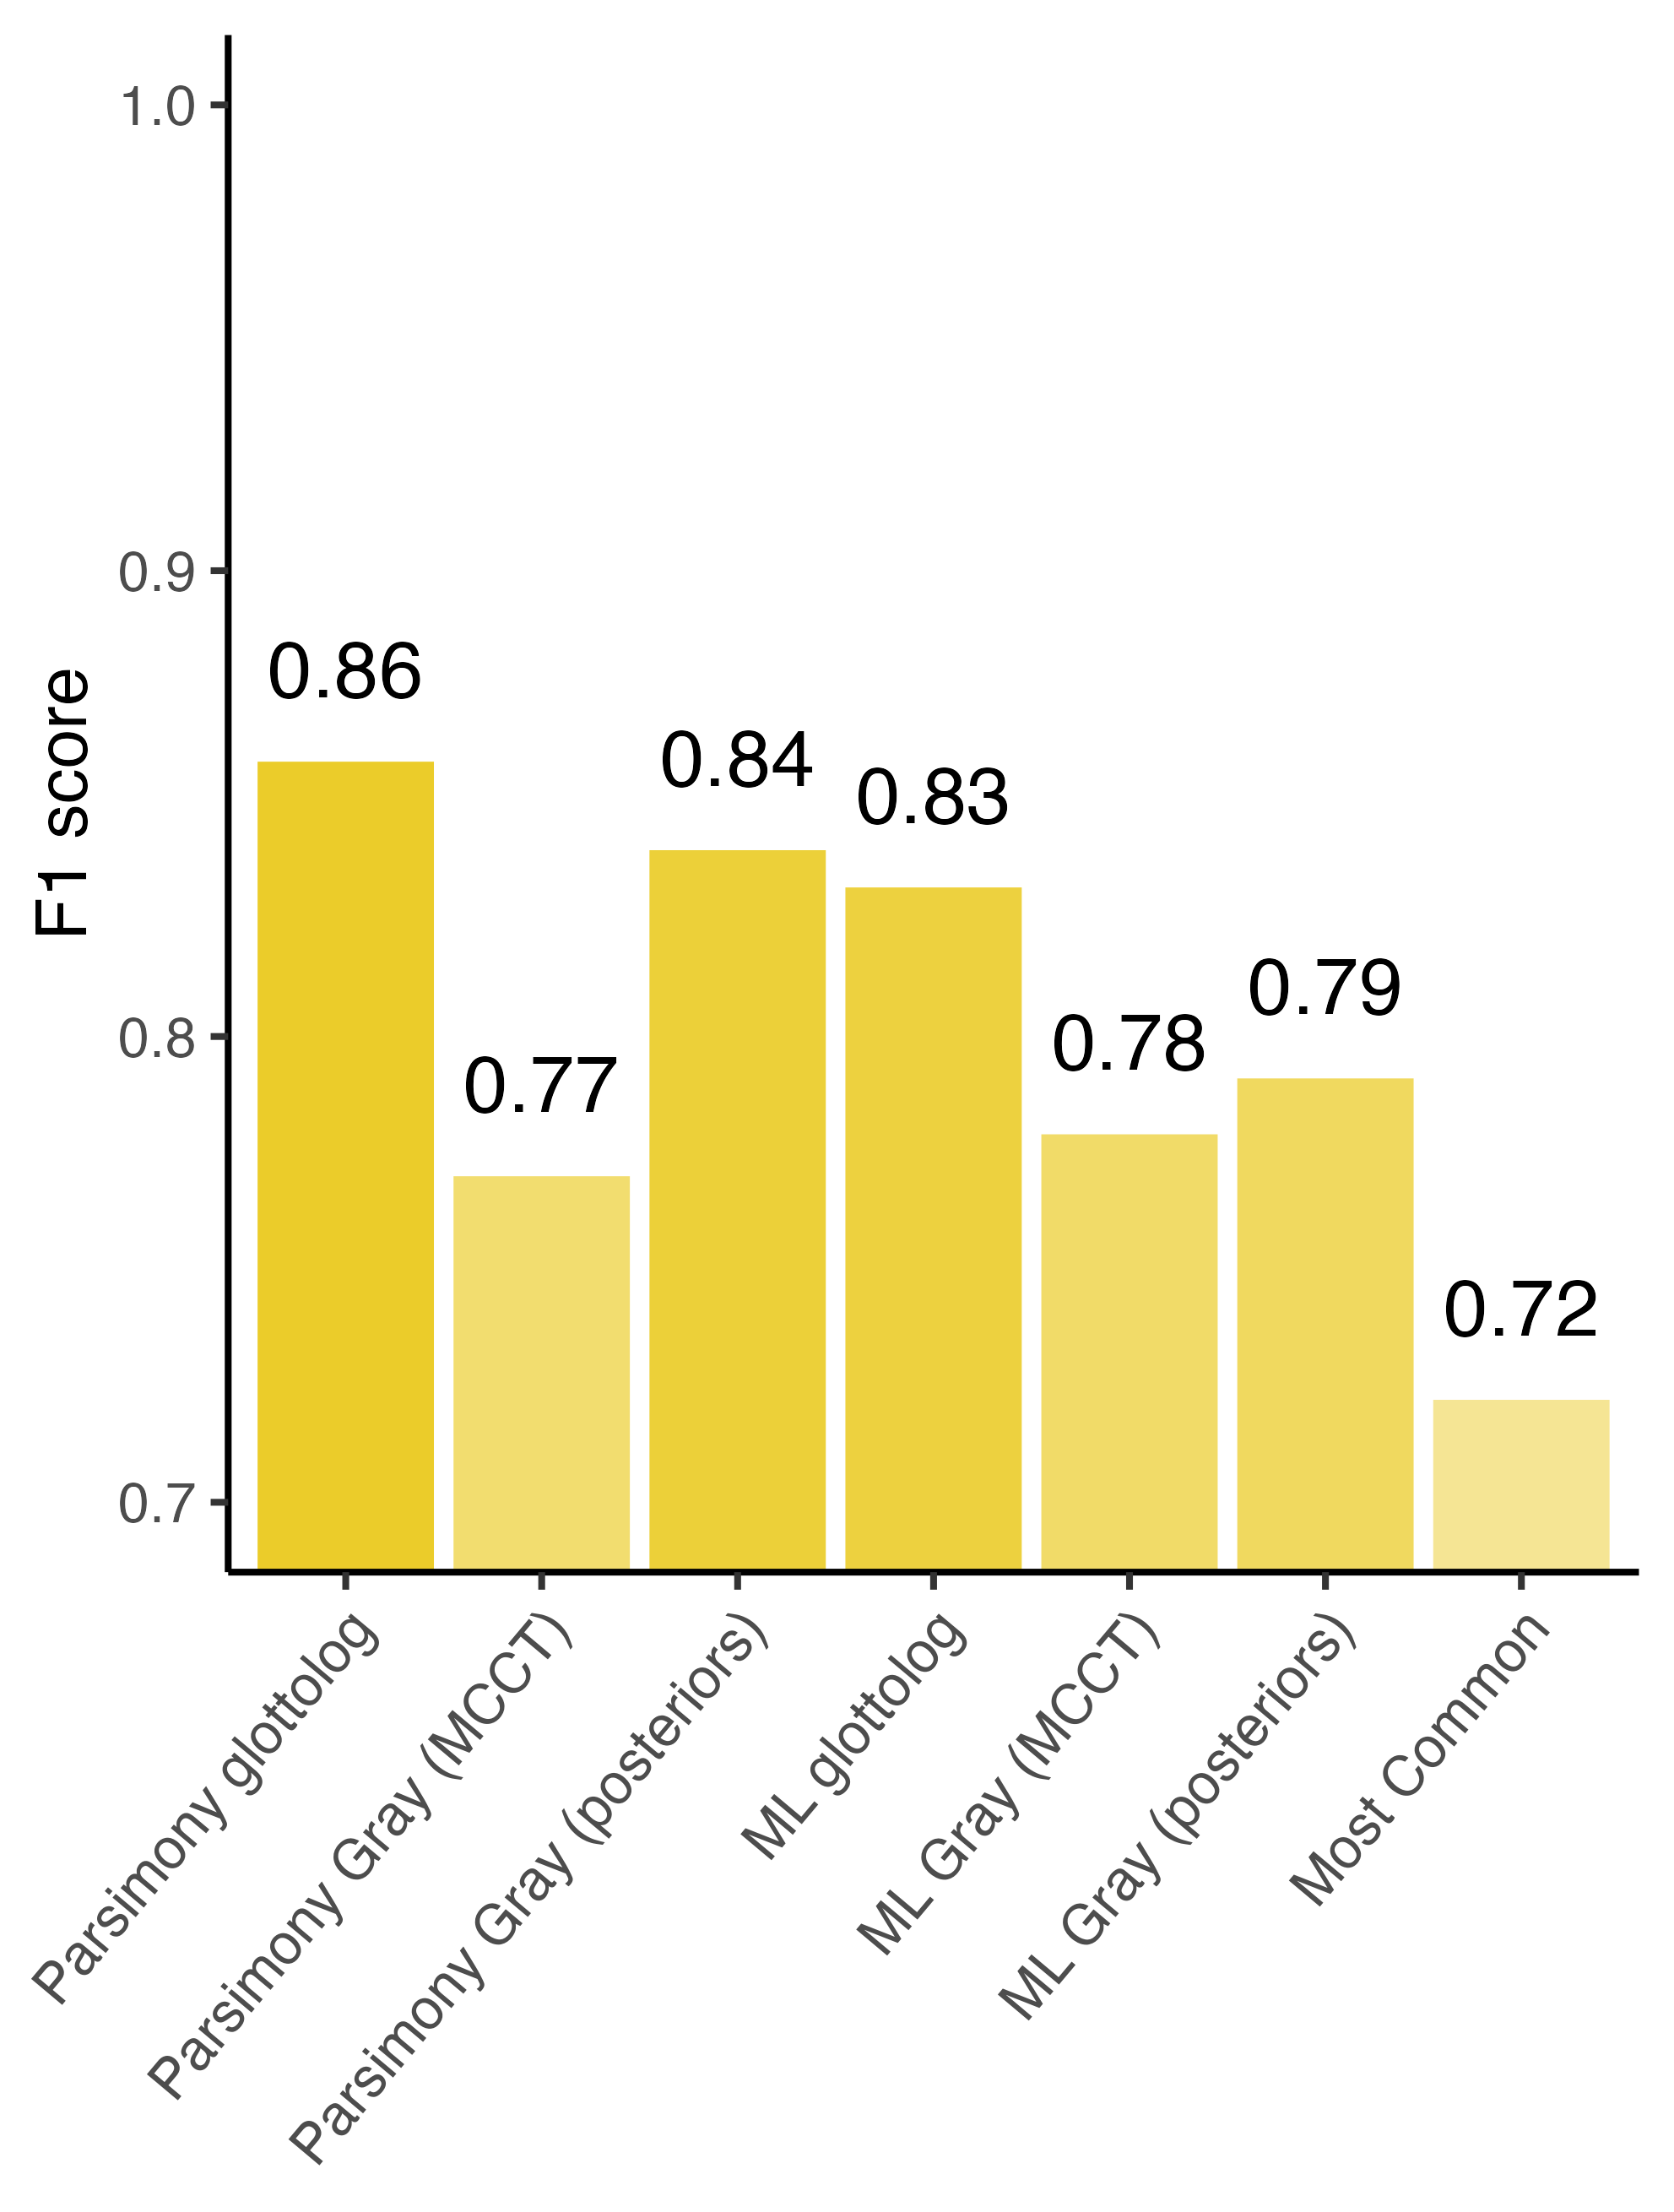 F1 score
1.0
0.9
0.8
0.7
0.86
0.77
0.84
0.83
0.78
0.79
0.72
Parsimony glottolog
Parsimony Gray (MCCT)
Parsimony Gray (posteriors)
ML glottolog
ML Gray (MCCT)
ML Gray (posteriors)
Most Common